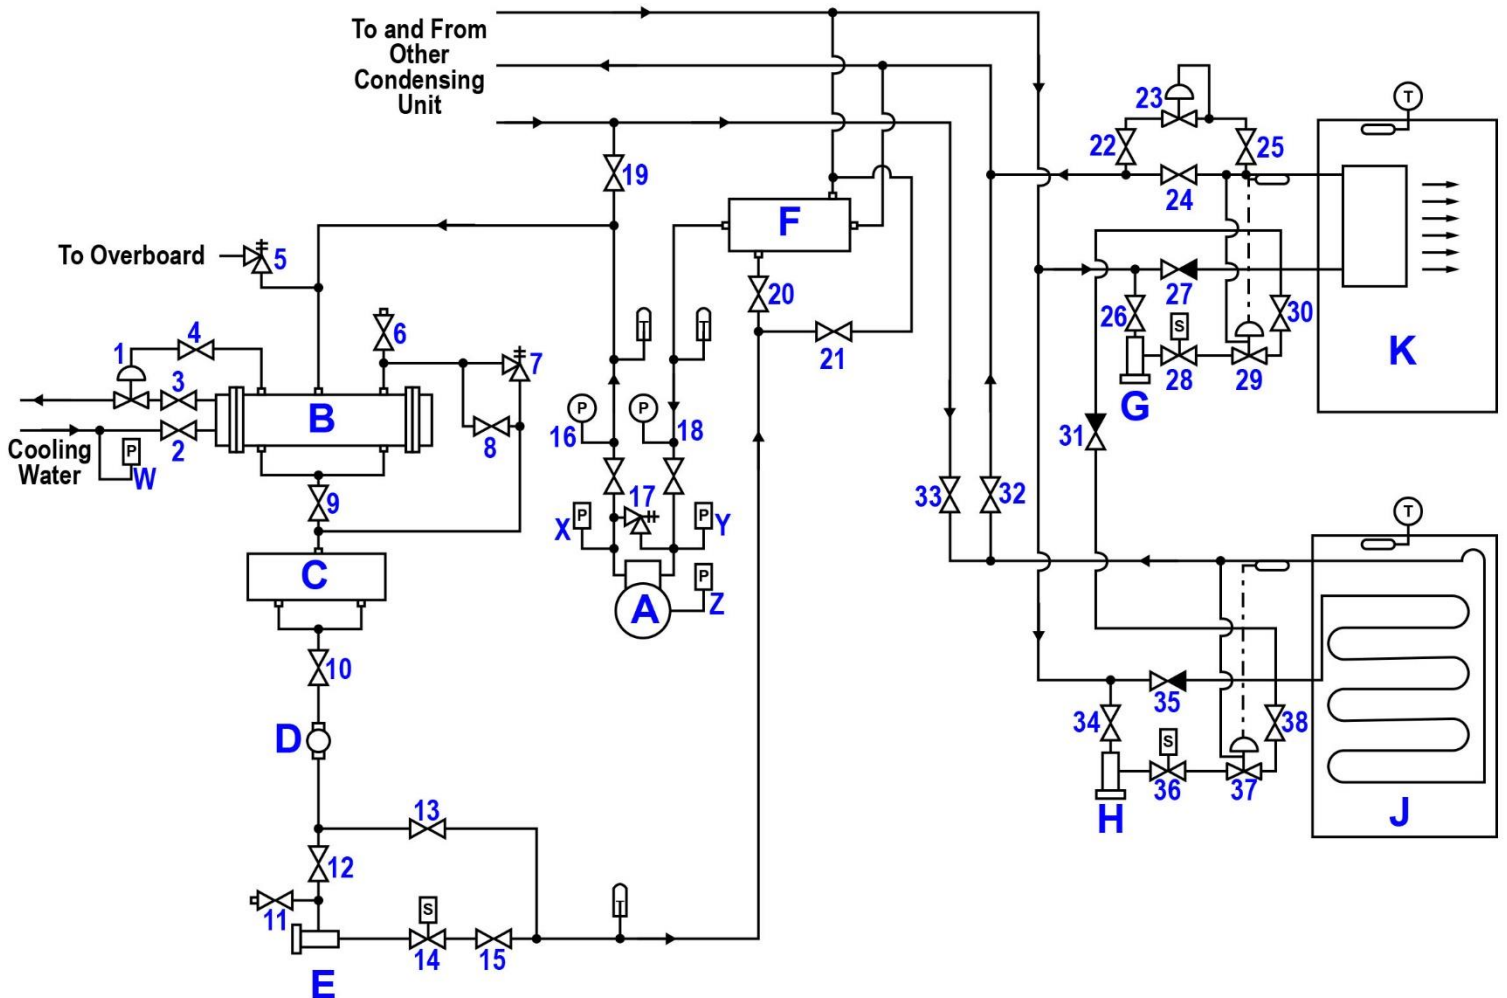 To and From
Other
Condensing
Unit
23
T
22
25
24
19
F
To Overboard
5
20
26
27
S
30
K
4
6
21
1
3
T
T
28
29
7
G
B
P
P
16
18
31
2
8
Cooling
Water
P
W
9
17
33
32
T
X
P
P
Y
C
P
Z
A
10
35
34
38
D
S
36
37
13
H
J
12
T
11
S
14
15
E